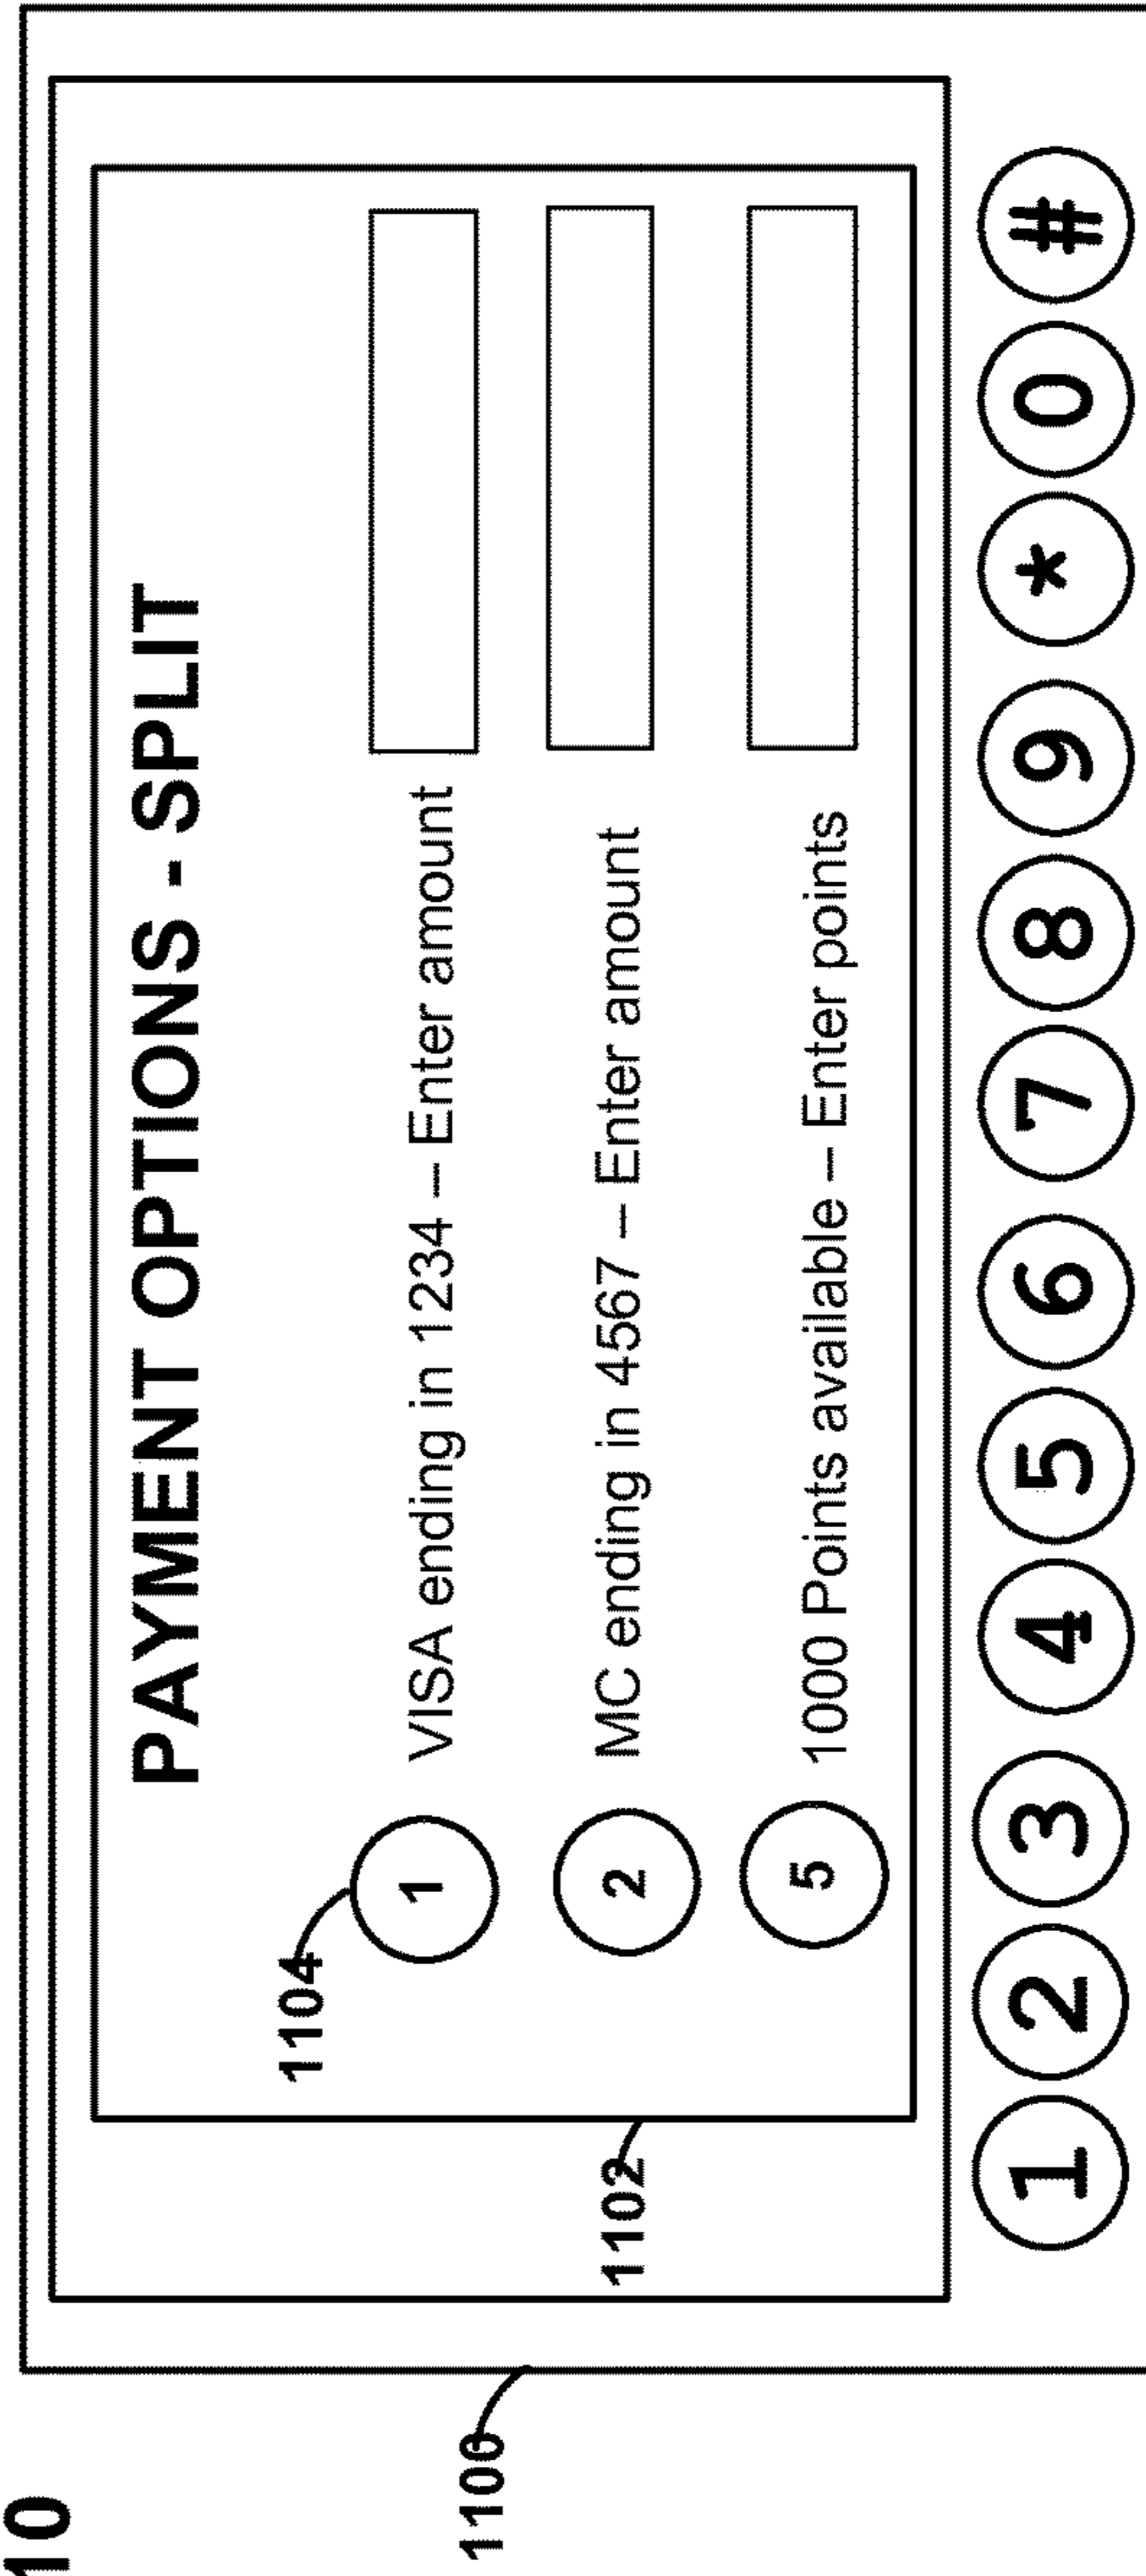 10
1100
1102
1104
PAYMENT OPTIONS - SPLIT
1 VISA ending in 1234 – Enter amount
2 MC ending in 4567 – Enter amount
5 1000 Points available – Enter points
1 2 3 4 5 6 7 8 9 * 0 #